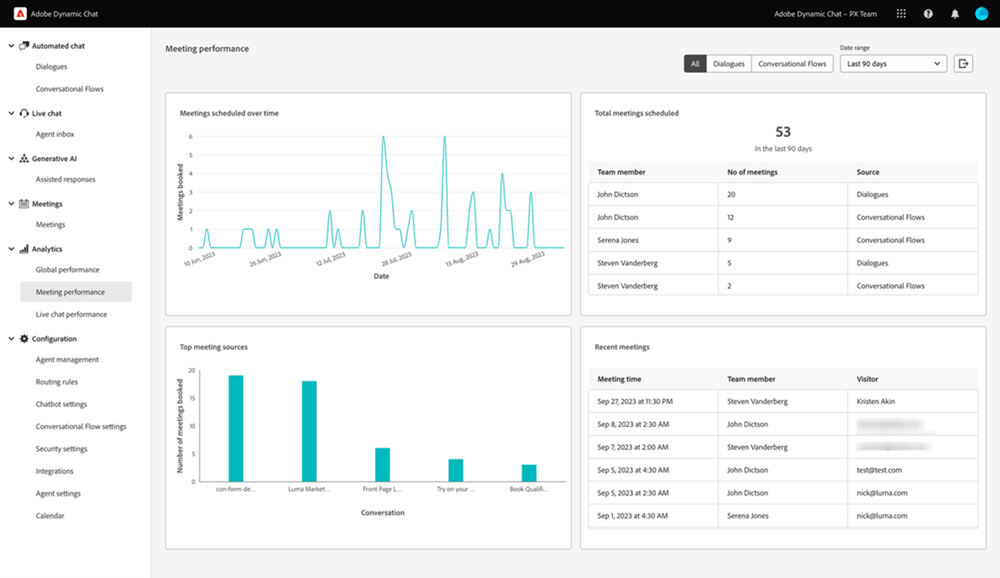 Adobe Dynamic Chat
Adobe Dynamic Chat – PX Team
Automated chat
Dialogues
Conversational Flows
Live chat
Agent inbox
Generative AI
Assisted responses
Meetings
Meetings
Analytics
Global performance
Meeting performance
Live chat performance
Configuration
Agent management
Routing rules
Chatbot settings
Conversational Flow settings
Security settings
Integrations
Agent settings
Calendar
Meeting performance
All Dialogues Conversational Flows
Date range
Last 90 days
Meetings scheduled over time
Meetings booked
6
5
4
3
2
1
0
10 Jun, 2023 26 Jun, 2023 12 Jul, 2023 28 Jul, 2023 13 Aug, 2023 29 Aug, 2023
Date
Total meetings scheduled
53
In the last 90 days
Team member No of meetings Source
John Dictson 20 Dialogues
John Dictson 12 Conversational Flows
Serena Jones 9 Conversational Flows
Steven Vanderberg 5 Dialogues
Steven Vanderberg 2 Conversational Flows
Top meeting sources
Number of meetings booked
20
15
10
5
0
con-form-de... Luma Market... Front Page L... Try on your ... Book Qualifi...
Conversation
Recent meetings
Meeting time Team member Visitor
Sep 27, 2023 at 11:30 PM Steven Vanderberg Kristen Akin
Sep 8, 2023 at 2:30 AM John Dictson
Sep 7, 2023 at 2:00 AM Steven Vanderberg
Sep 5, 2023 at 4:30 AM John Dictson test@test.com
Sep 5, 2023 at 2:30 AM John Dictson nick@luma.com
Sep 1, 2023 at 4:30 AM Serena Jones nick@luma.com